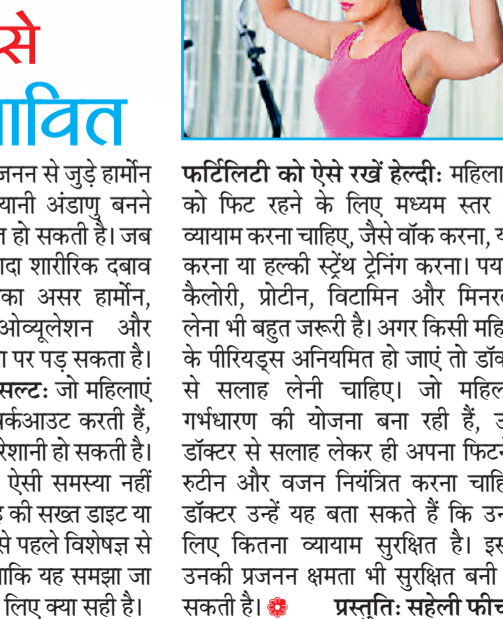 से
ावित
जनन से जुड़े हार्मोन
यानी अंडाणु बनने
त हो सकती है। जब
ादा शारीरिक दबाव
का असर हार्मोन,
ओव्यूलेशन और
ा पर पड़ सकता है।
सल्ट: जो महिलाएं
र्कआउट करती हैं,
रेशानी हो सकती है।
ऐसी समस्या नहीं
की सख्त डाइट या
से पहले विशेषज्ञ से
ाकि यह समझा जा
लिए क्या सही है।
फर्टिलिटी को ऐसे रखें हेल्दी: महिला
को फिट रहने के लिए मध्यम स्तर
व्यायाम करना चाहिए, जैसे वॉक करना, य
करना या हल्की स्ट्रेंथ ट्रेनिंग करना। पय
कैलोरी, प्रोटीन, विटामिन और मिनर
लेना भी बहुत जरूरी है। अगर किसी महि
के पीरियड्स अनियमित हो जाएं तो डॉक
से सलाह लेनी चाहिए। जो महिल
गर्भधारण की योजना बना रही हैं, उ
डॉक्टर से सलाह लेकर ही अपना फिटन
रुटीन और वजन नियंत्रित करना चाहि
डॉक्टर उन्हें यह बता सकते हैं कि उन
लिए कितना व्यायाम सुरक्षित है। इस
उनकी प्रजनन क्षमता भी सुरक्षित बनी
सकती है। प्रस्तुति: सहेली फीच